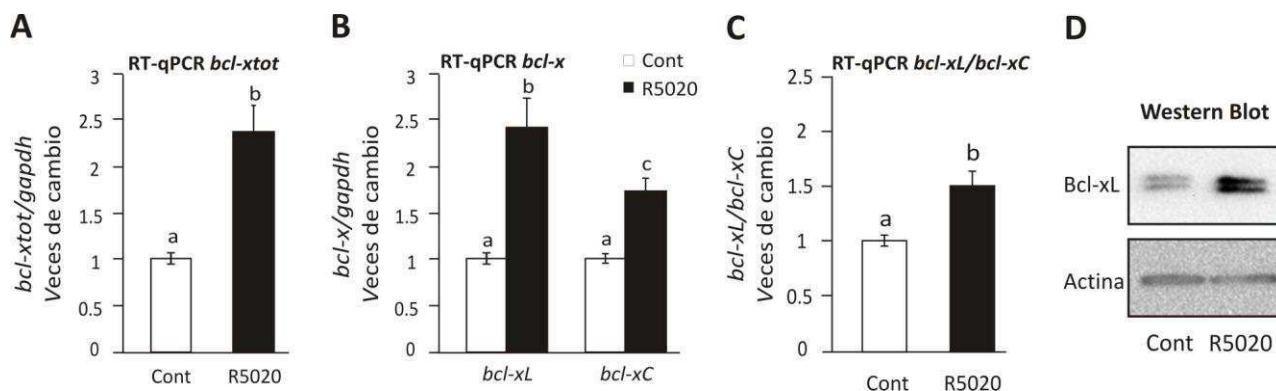 A
RT-qPCR bcl-xtot
bcl-xtot/gapdh
Veces de cambio
3
2.5
2
1.5
1
0.5
0
a
b
Cont
R5020
B
RT-qPCR bcl-x
Cont
R5020
bcl-x/gapdh
Veces de cambio
3
2.5
2
1.5
1
0.5
0
a
b
a
c
bcl-xL
bcl-xC
C
RT-qPCR bcl-xL/bcl-xC
bcl-xL/bcl-xC
Veces de cambio
2.5
2
1.5
1
0.5
0
a
b
Cont
R5020
D
Western Blot
Bcl-xL
Actina
Cont R5020